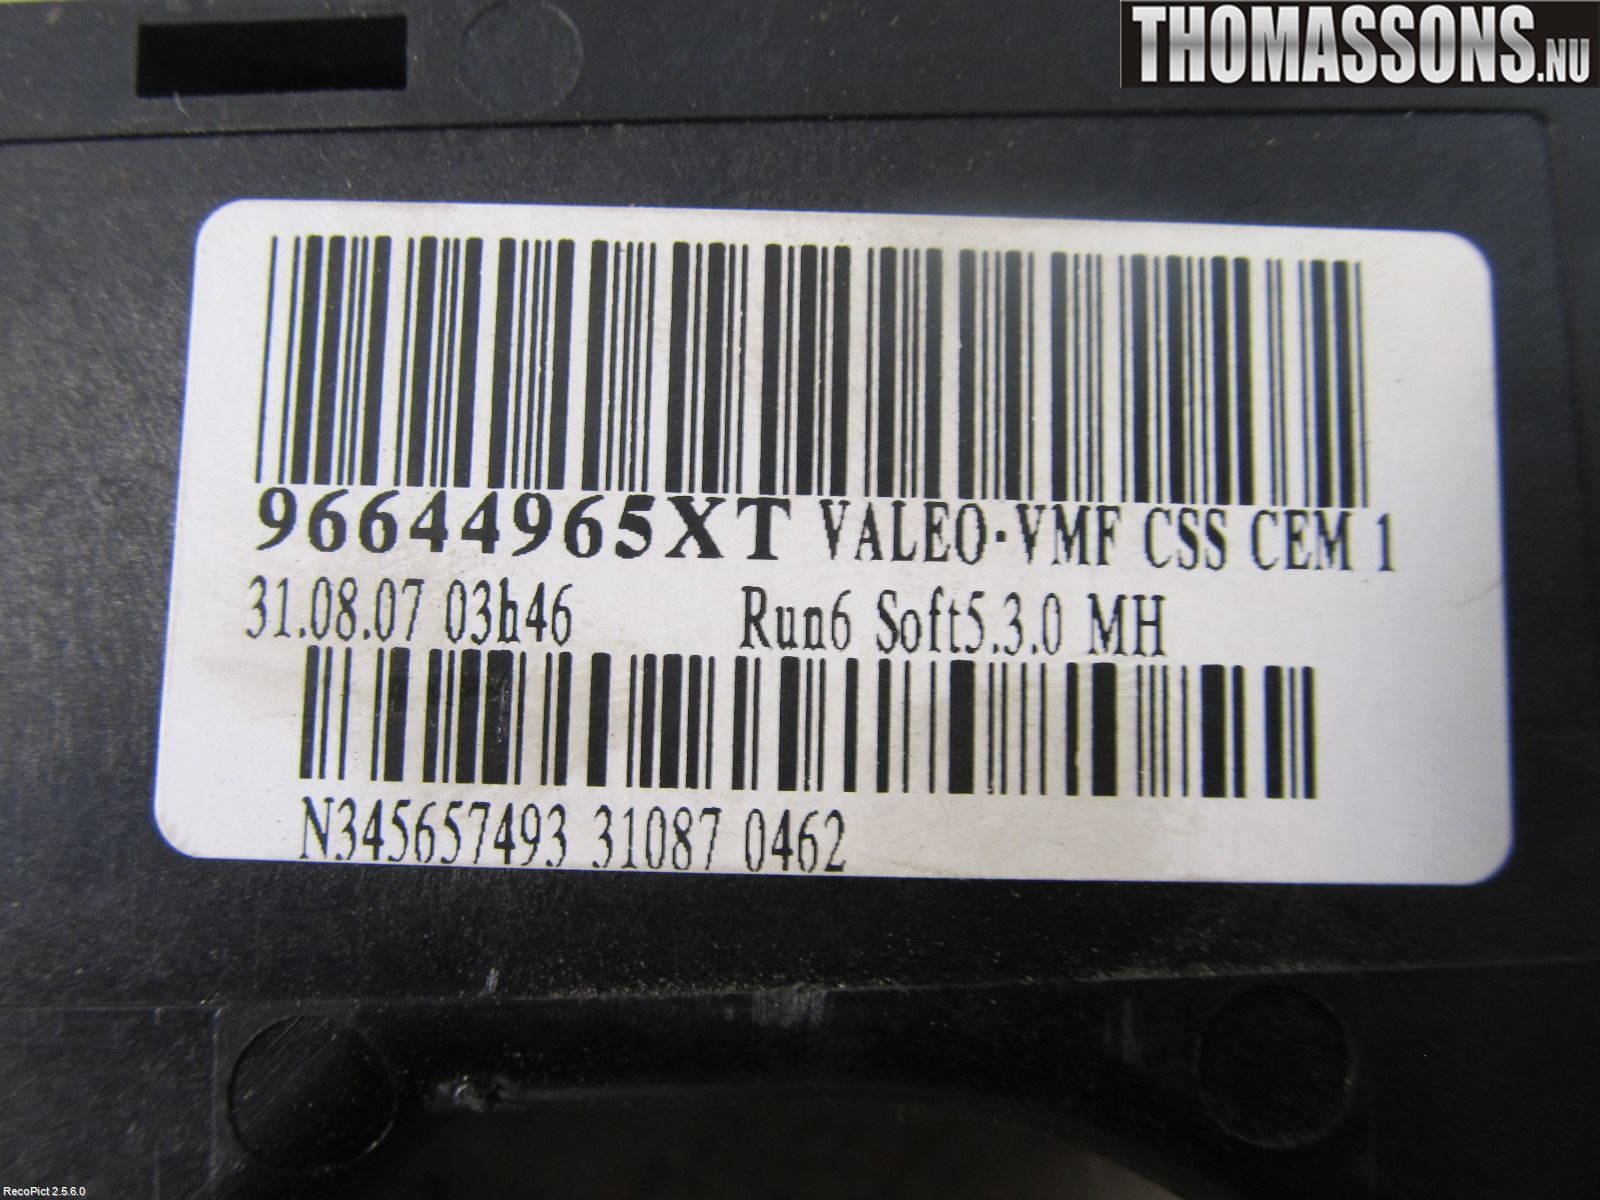 THOMASSONS.NU
96644965XT VALEO·VMF CSS CEM 1
31.08.07 03h46 Run6 Soft5.3.0 MH
N345657493 31087 0462
RecoPict 2.5.6.0